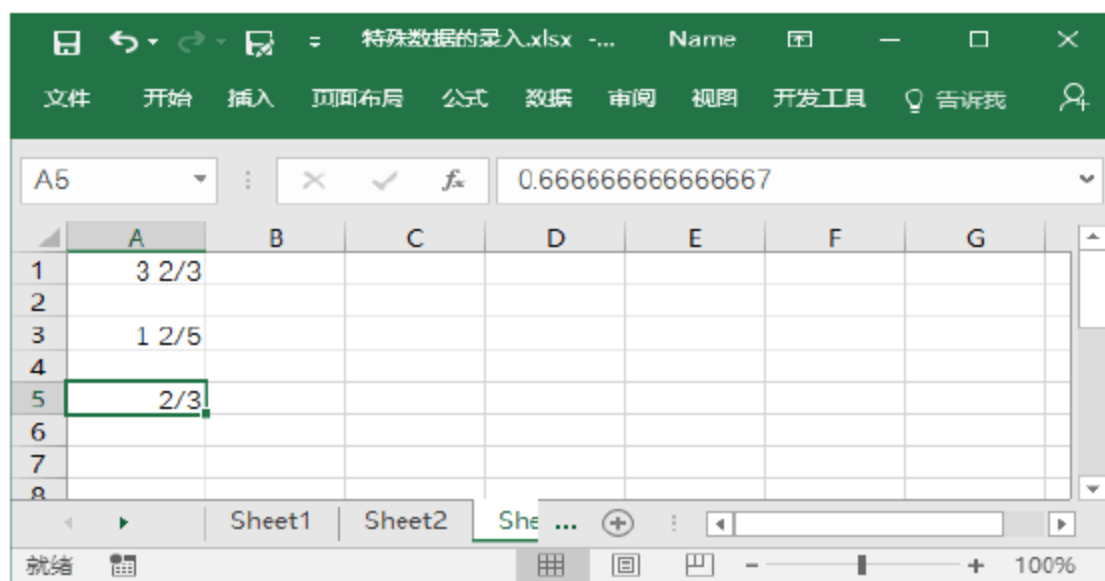 特殊数据的录入.xlsx -... Name
文件 开始 插入 页面布局 公式 数据 审阅 视图 开发工具 告诉我
A5 fx 0.666666666666667
A B C D E F G
1 3 2/3
2
3 1 2/5
4
5 2/3
6
7
8
Sheet1 Sheet2 She ...
就绪 100%